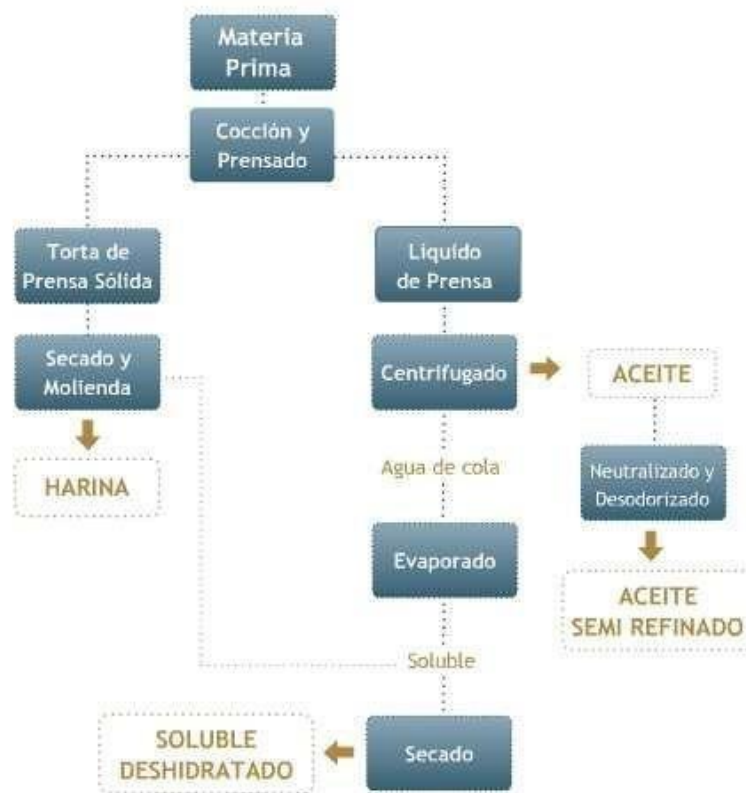 Materia
Prima
Cocción y
Prensado
Torta de
Prensa Sólida
Liquido
de Prensa
Secado y
Molienda
Centrifugado
ACEITE
HARINA
Agua de cola
Neutralizado y
Desodorizado
Evaporado
ACEITE
SEMI REFINADO
Soluble
SOLUBLE
DESHIDRATADO
Secado